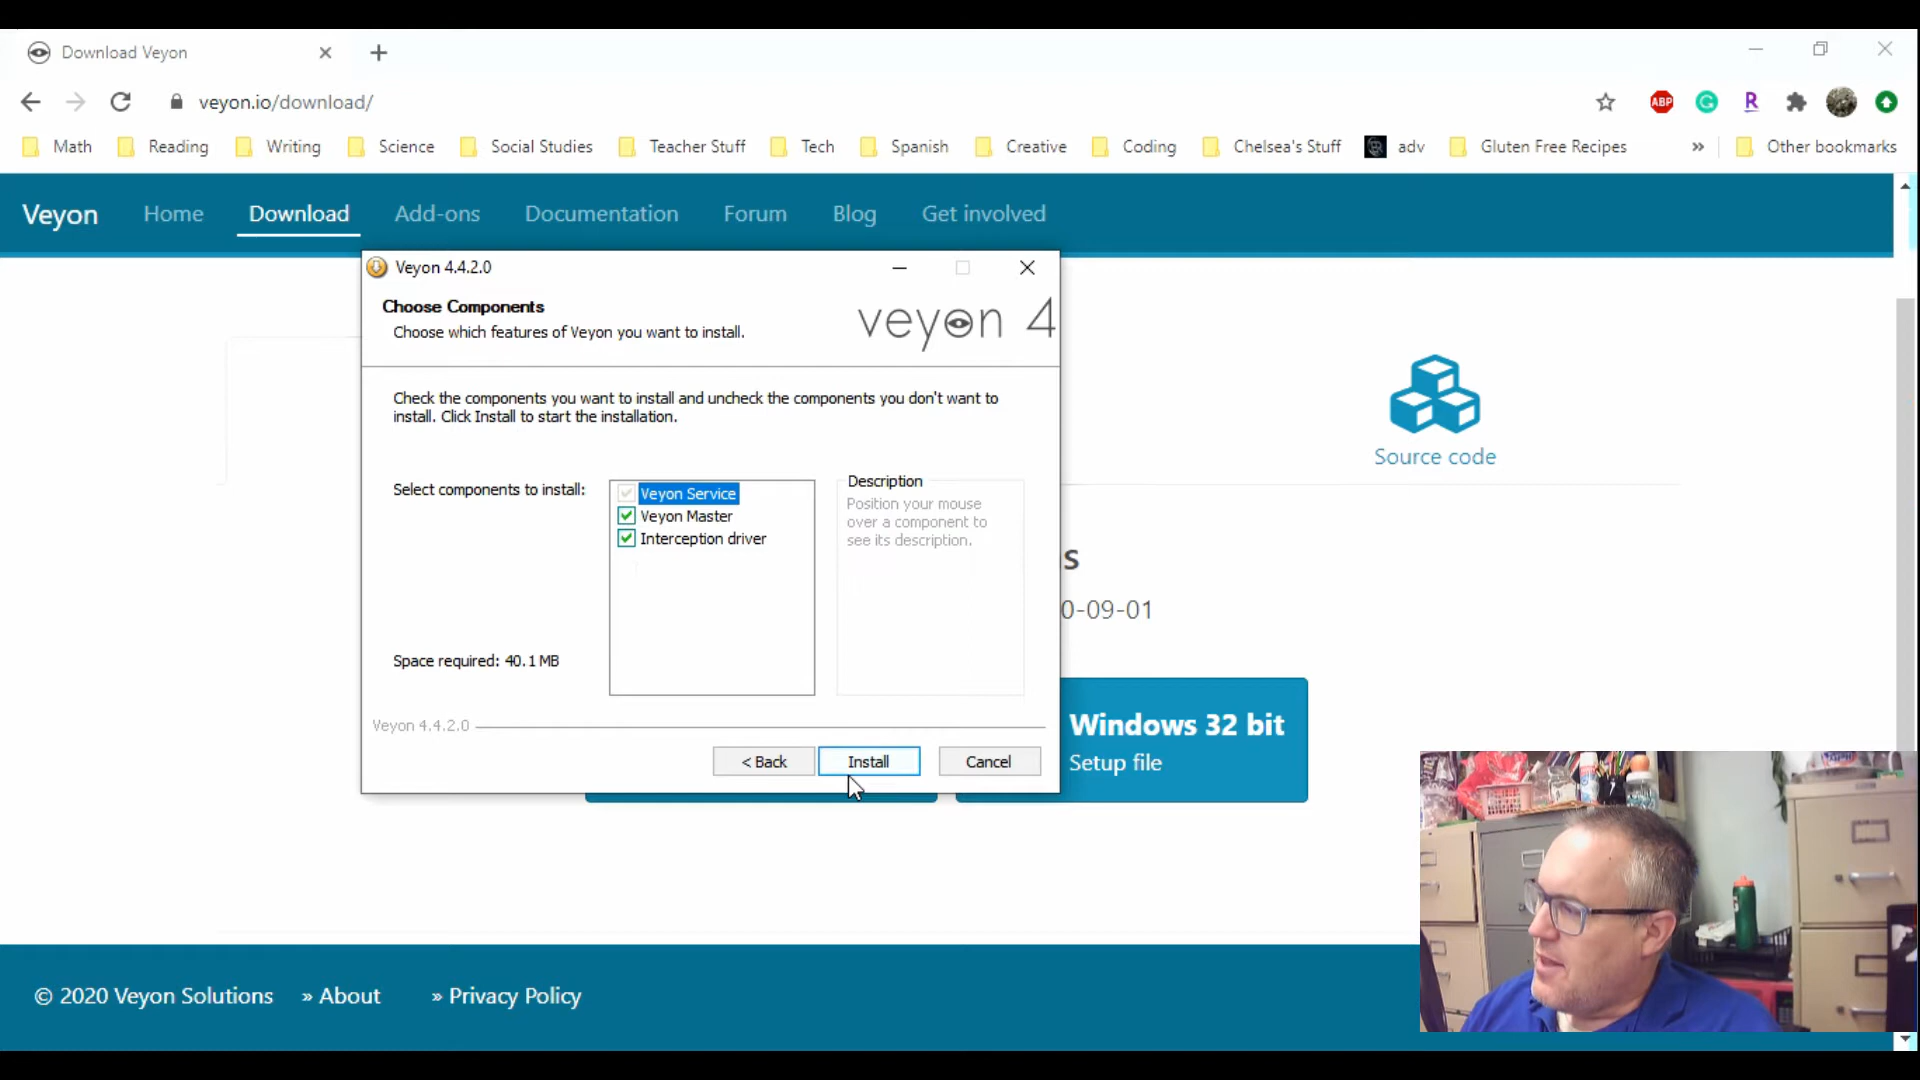 Download Veyon
veyon.io/download/
ABP
R
Math Reading Writing Science Social Studies Teacher Stuff Tech Spanish Creative Coding Chelsea's Stuff adv Gluten Free Recipes » Other bookmarks
Veyon Home Download Add-ons Documentation Forum Blog Get involved
Veyon 4.4.2.0
Choose Components
Choose which features of Veyon you want to install.
veyon 4
Check the components you want to install and uncheck the components you don't want to
install. Click Install to start the installation.
Select components to install:
Veyon Service
Veyon Master
Interception driver
Description
Position your mouse
over a component to
see its description.
Space required: 40.1 MB
Veyon 4.4.2.0
< Back Install Cancel
Source code
s
0-09-01
Windows 32 bit
Setup file
© 2020 Veyon Solutions » About » Privacy Policy